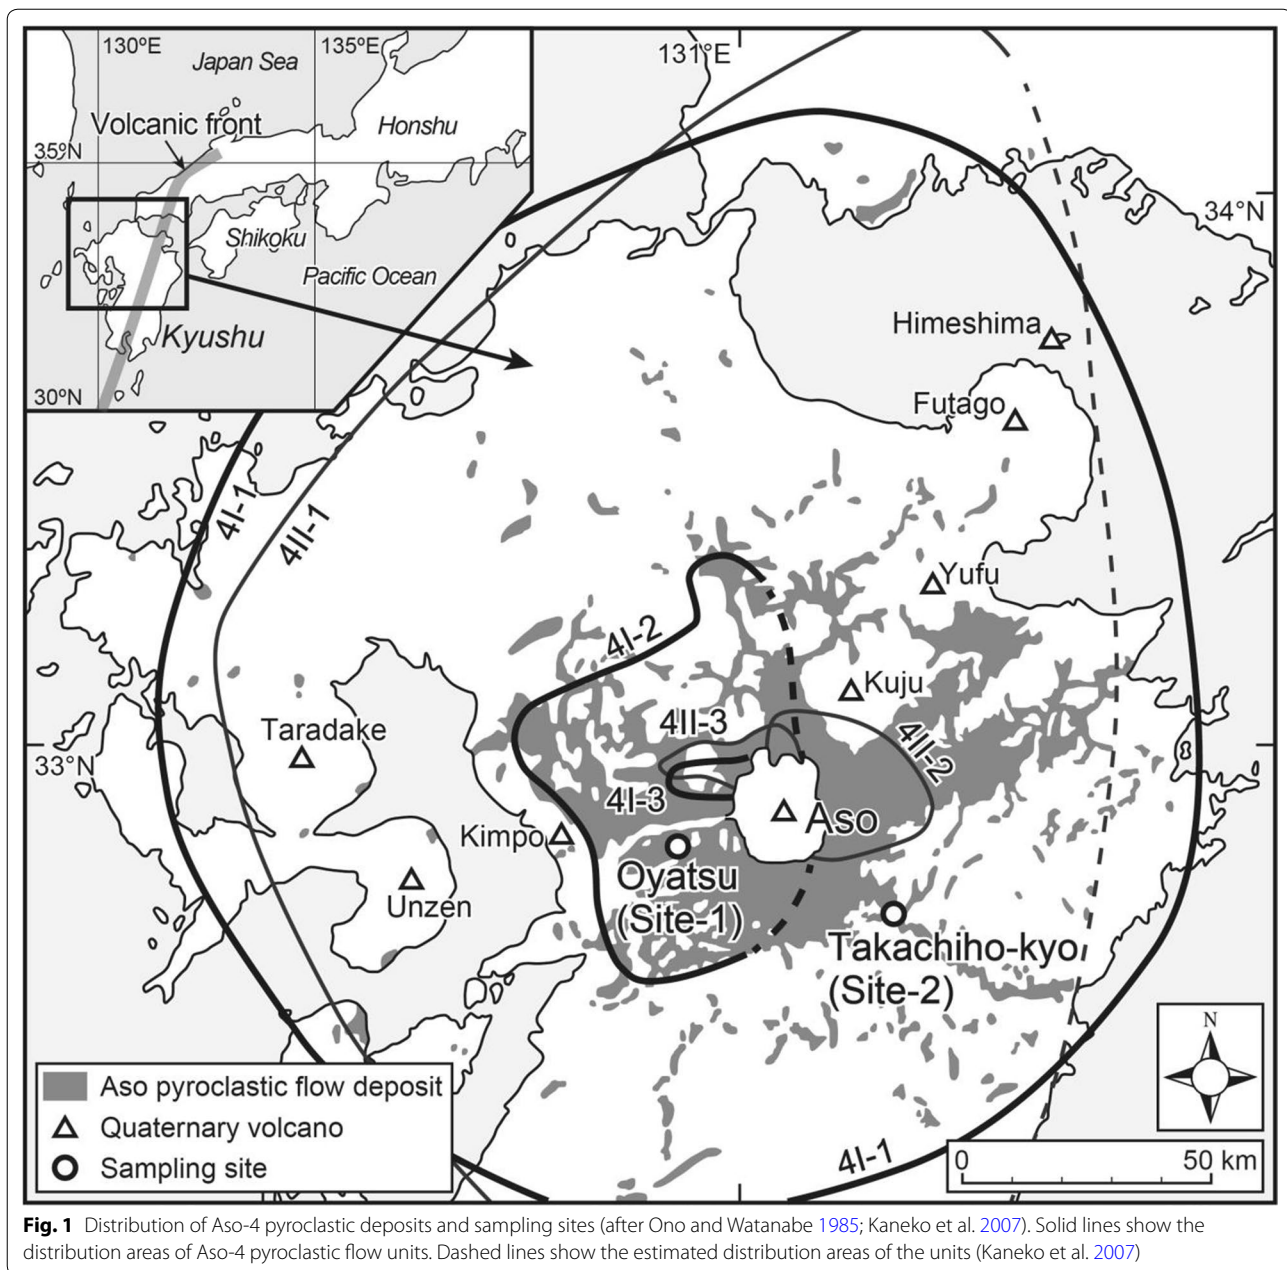 130°E
135°E
Japan Sea
131°E
Volcanic front
Honshu
35°N
34°N
Shikoku
Pacific Ocean
Himeshima
Kyushu
30°N
Futago
4I-1
4II-1
Yufu
4I-2
Kuju
4II-3
Taradake
4II-2
33°N
4I-3
Aso
Kimpo
Oyatsu
(Site-1)
Unzen
Takachiho-kyo
(Site-2)
N
Aso pyroclastic flow deposit
Quaternary volcano
Sampling site
4I-1
0
50 km
Fig. 1 Distribution of Aso-4 pyroclastic deposits and sampling sites (after Ono and Watanabe 1985; Kaneko et al. 2007). Solid lines show the
distribution areas of Aso-4 pyroclastic flow units. Dashed lines show the estimated distribution areas of the units (Kaneko et al. 2007)